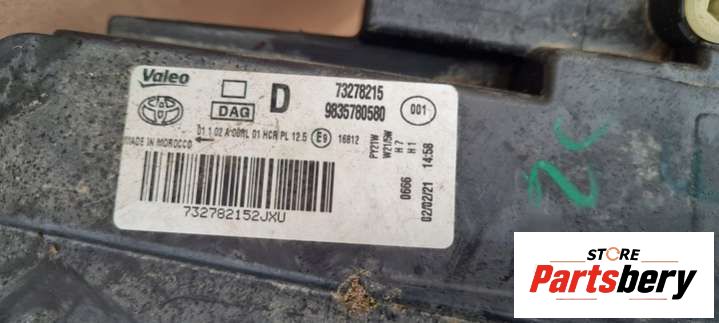 Valeo
D
73278215
DAG
9835780580
001
01 1 02 A 00RL 01 HCR PL 12.5 E9 16812
MADE IN MOROCCO
PY21W
W21/5W
H7
H1
0666
02/02/21 14:58
732782152JXU
STORE
Partsbery